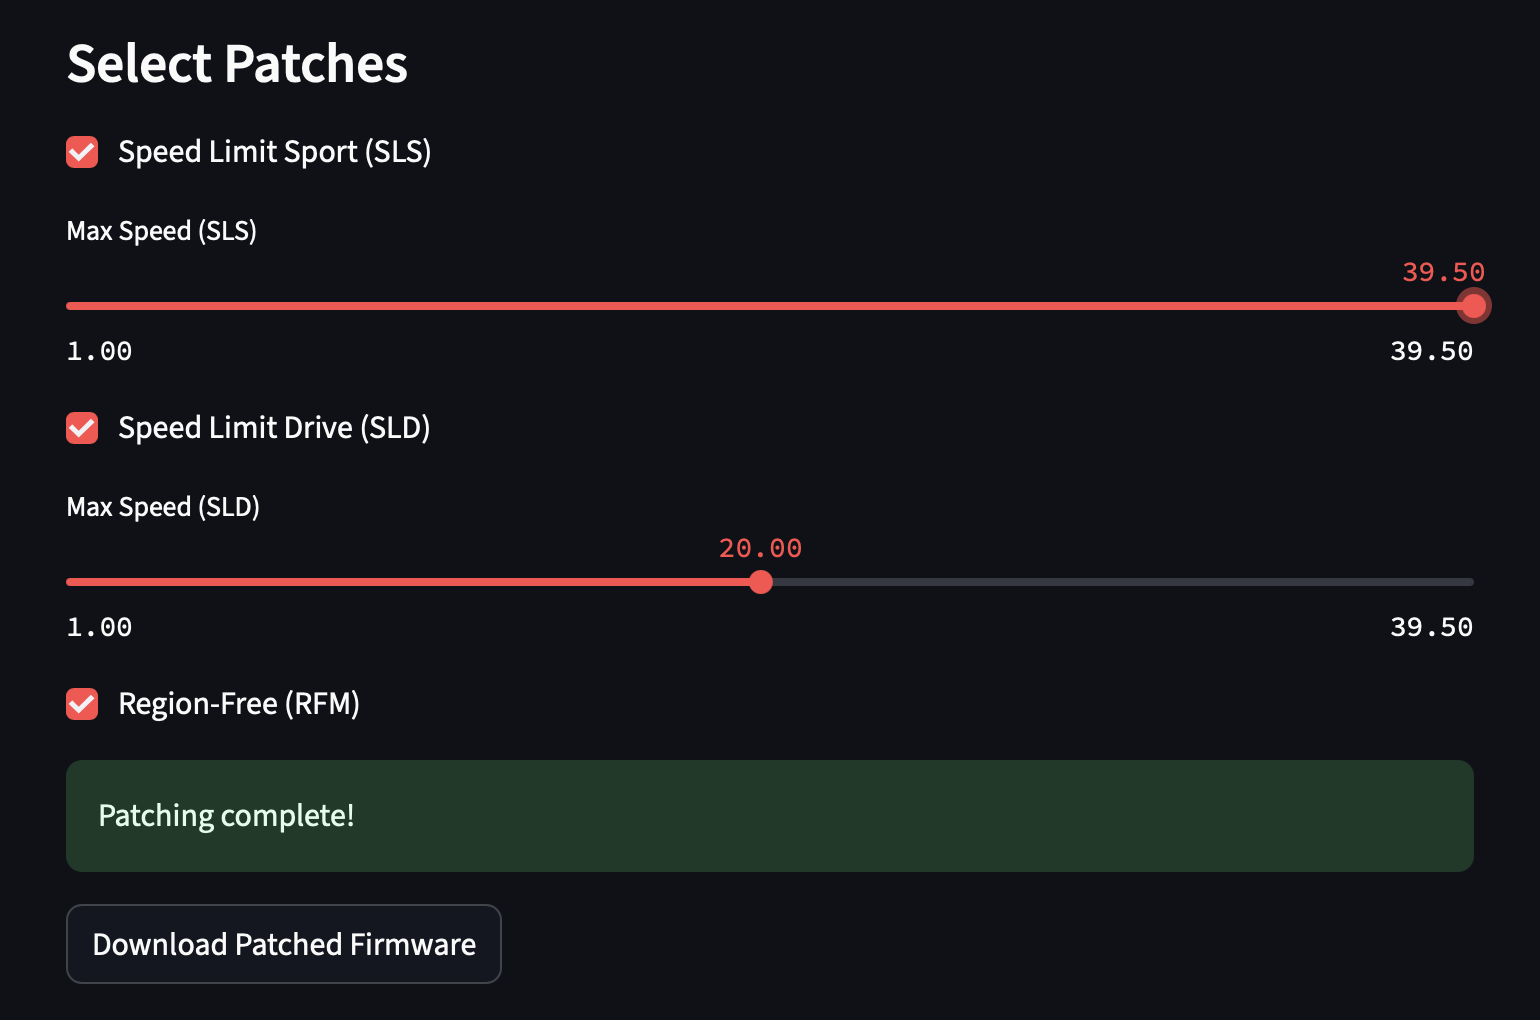 Select Patches
Speed Limit Sport (SLS)
Max Speed (SLS)
39.50
1.00 39.50
Speed Limit Drive (SLD)
Max Speed (SLD)
20.00
1.00 39.50
Region-Free (RFM)
Patching complete!
Download Patched Firmware